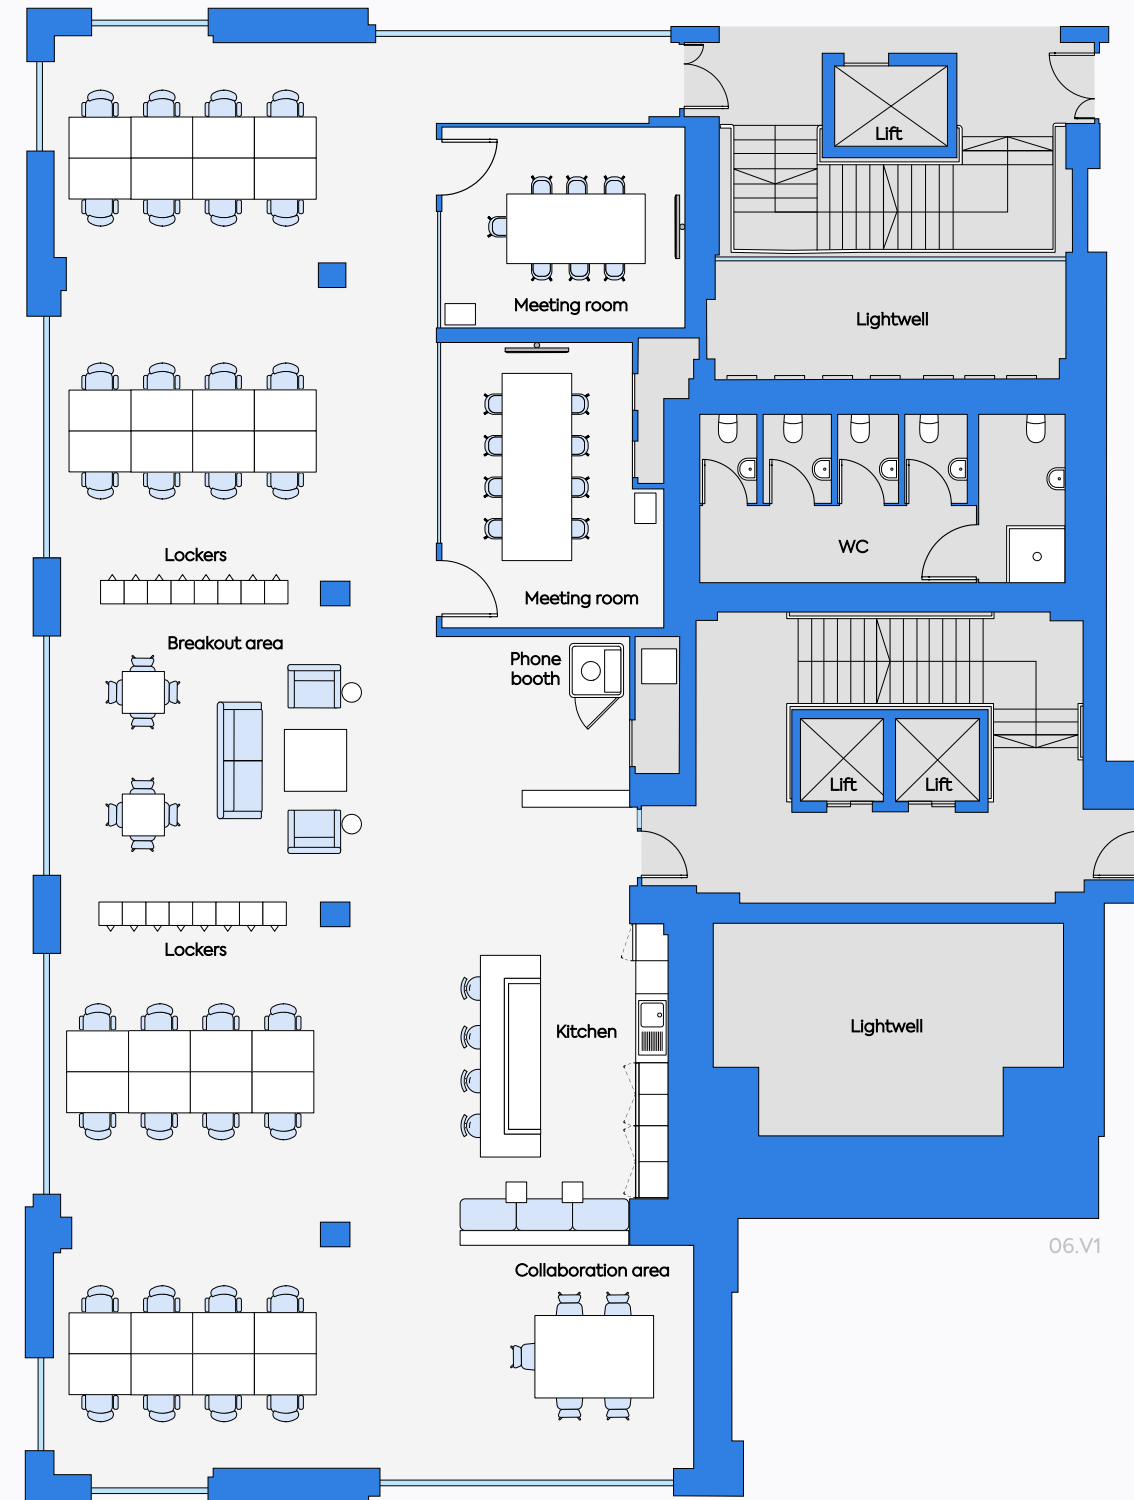 Lift
Meeting room
Lightwell
WC
Lockers
Meeting room
Breakout area
Phone
booth
Lift
Lift
Lockers
Kitchen
Lightwell
06.V1
Collaboration area